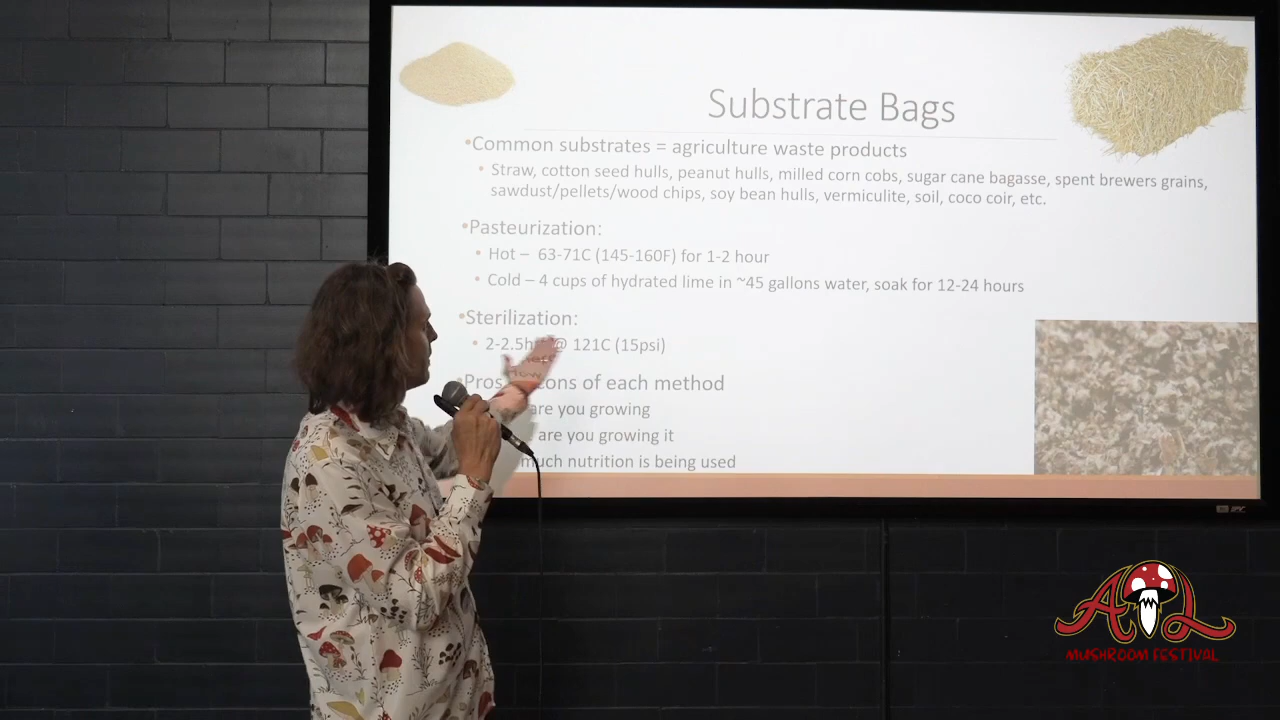 Substrate Bags
•Common substrates = agriculture waste products
• Straw, cotton seed hulls, peanut hulls, milled corn cobs, sugar cane bagasse, spent brewers grains,
sawdust/pellets/wood chips, soy bean hulls, vermiculite, soil, coco coir, etc.
•Pasteurization:
• Hot – 63-71C (145-160F) for 1-2 hour
• Cold – 4 cups of hydrated lime in ~45 gallons water, soak for 12-24 hours
•Sterilization:
• @ 121C (15psi)
•Pros cons of each method
are you growing
are you growing it
much nutrition is being used
AL
MUSHROOM FESTIVAL